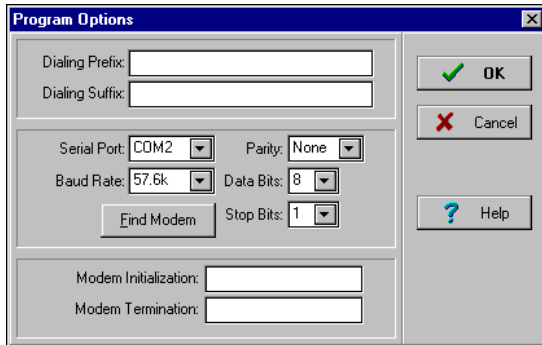 Program Options
Dialing Prefix:
Dialing Suffix:
OK
Cancel
Serial Port: COM2 Parity: None
Baud Rate: 57.6k Data Bits: 8
Find Modem Stop Bits: 1
? Help
Modem Initialization:
Modem Termination: